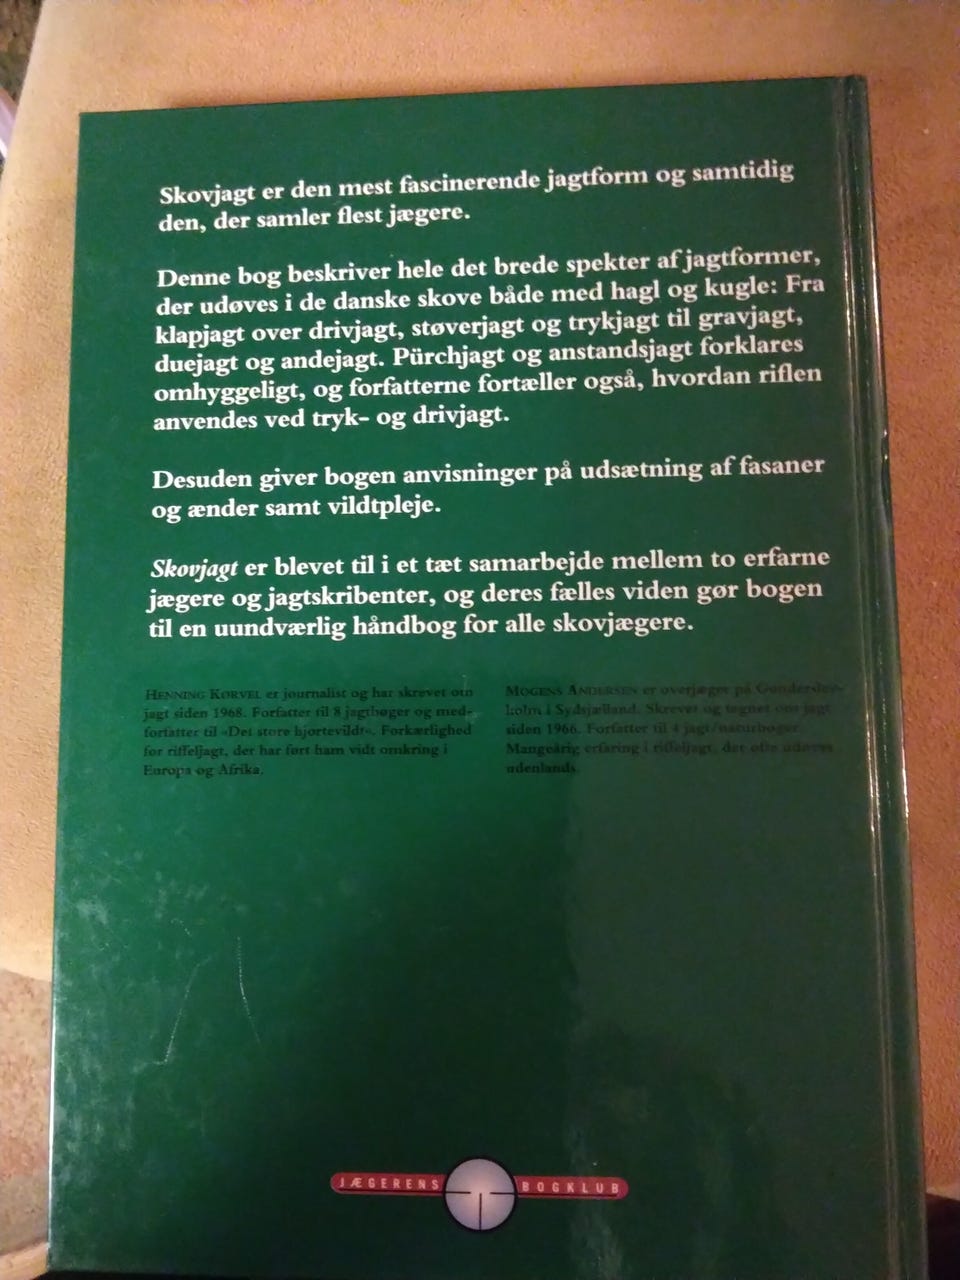 Skovjagt er den mest fascinerende jagtform og samtidig
den, der samler flest jægere.
Denne bog beskriver hele det brede spekter af jagtformer,
der udøves i de danske skove både med hagl og kugle: Fra
klapjagt over drivjagt, støverjagt og trykjagt til gravjagt,
duejagt og andejagt. Pürchjagt og anstandsjagt forklares
omhyggeligt, og forfatterne fortæller også, hvordan riflen
anvendes ved tryk- og drivjagt.
Desuden giver bogen anvisninger på udsætning af fasaner
og ænder samt vildtpleje.
Skovjagt er blevet til i et tæt samarbejde mellem to erfarne
jægere og jagtskribenter, og deres fælles viden gør bogen
til en uundværlig håndbog for alle skovjægere.
HENNING KØRVEL er journalist og har skrevet om
jagt siden 1968. Forfatter til 8 jagtbøger og med-
forfatter til »Det store hjortevildt«. Forkærlighed
for riffeljagt, der har ført ham vidt omkring i
Europa og Afrika.
MOGENS ANDERSEN er overjæger på Gunderslev-
holm i Sydsjælland. Skrevet og tegnet om jagt
siden 1966. Forfatter til 4 jagt/naturbøger.
Mangeårig erfaring i riffeljagt, der ofte udøves
udenlands.
JÆGERENS BOGKLUB